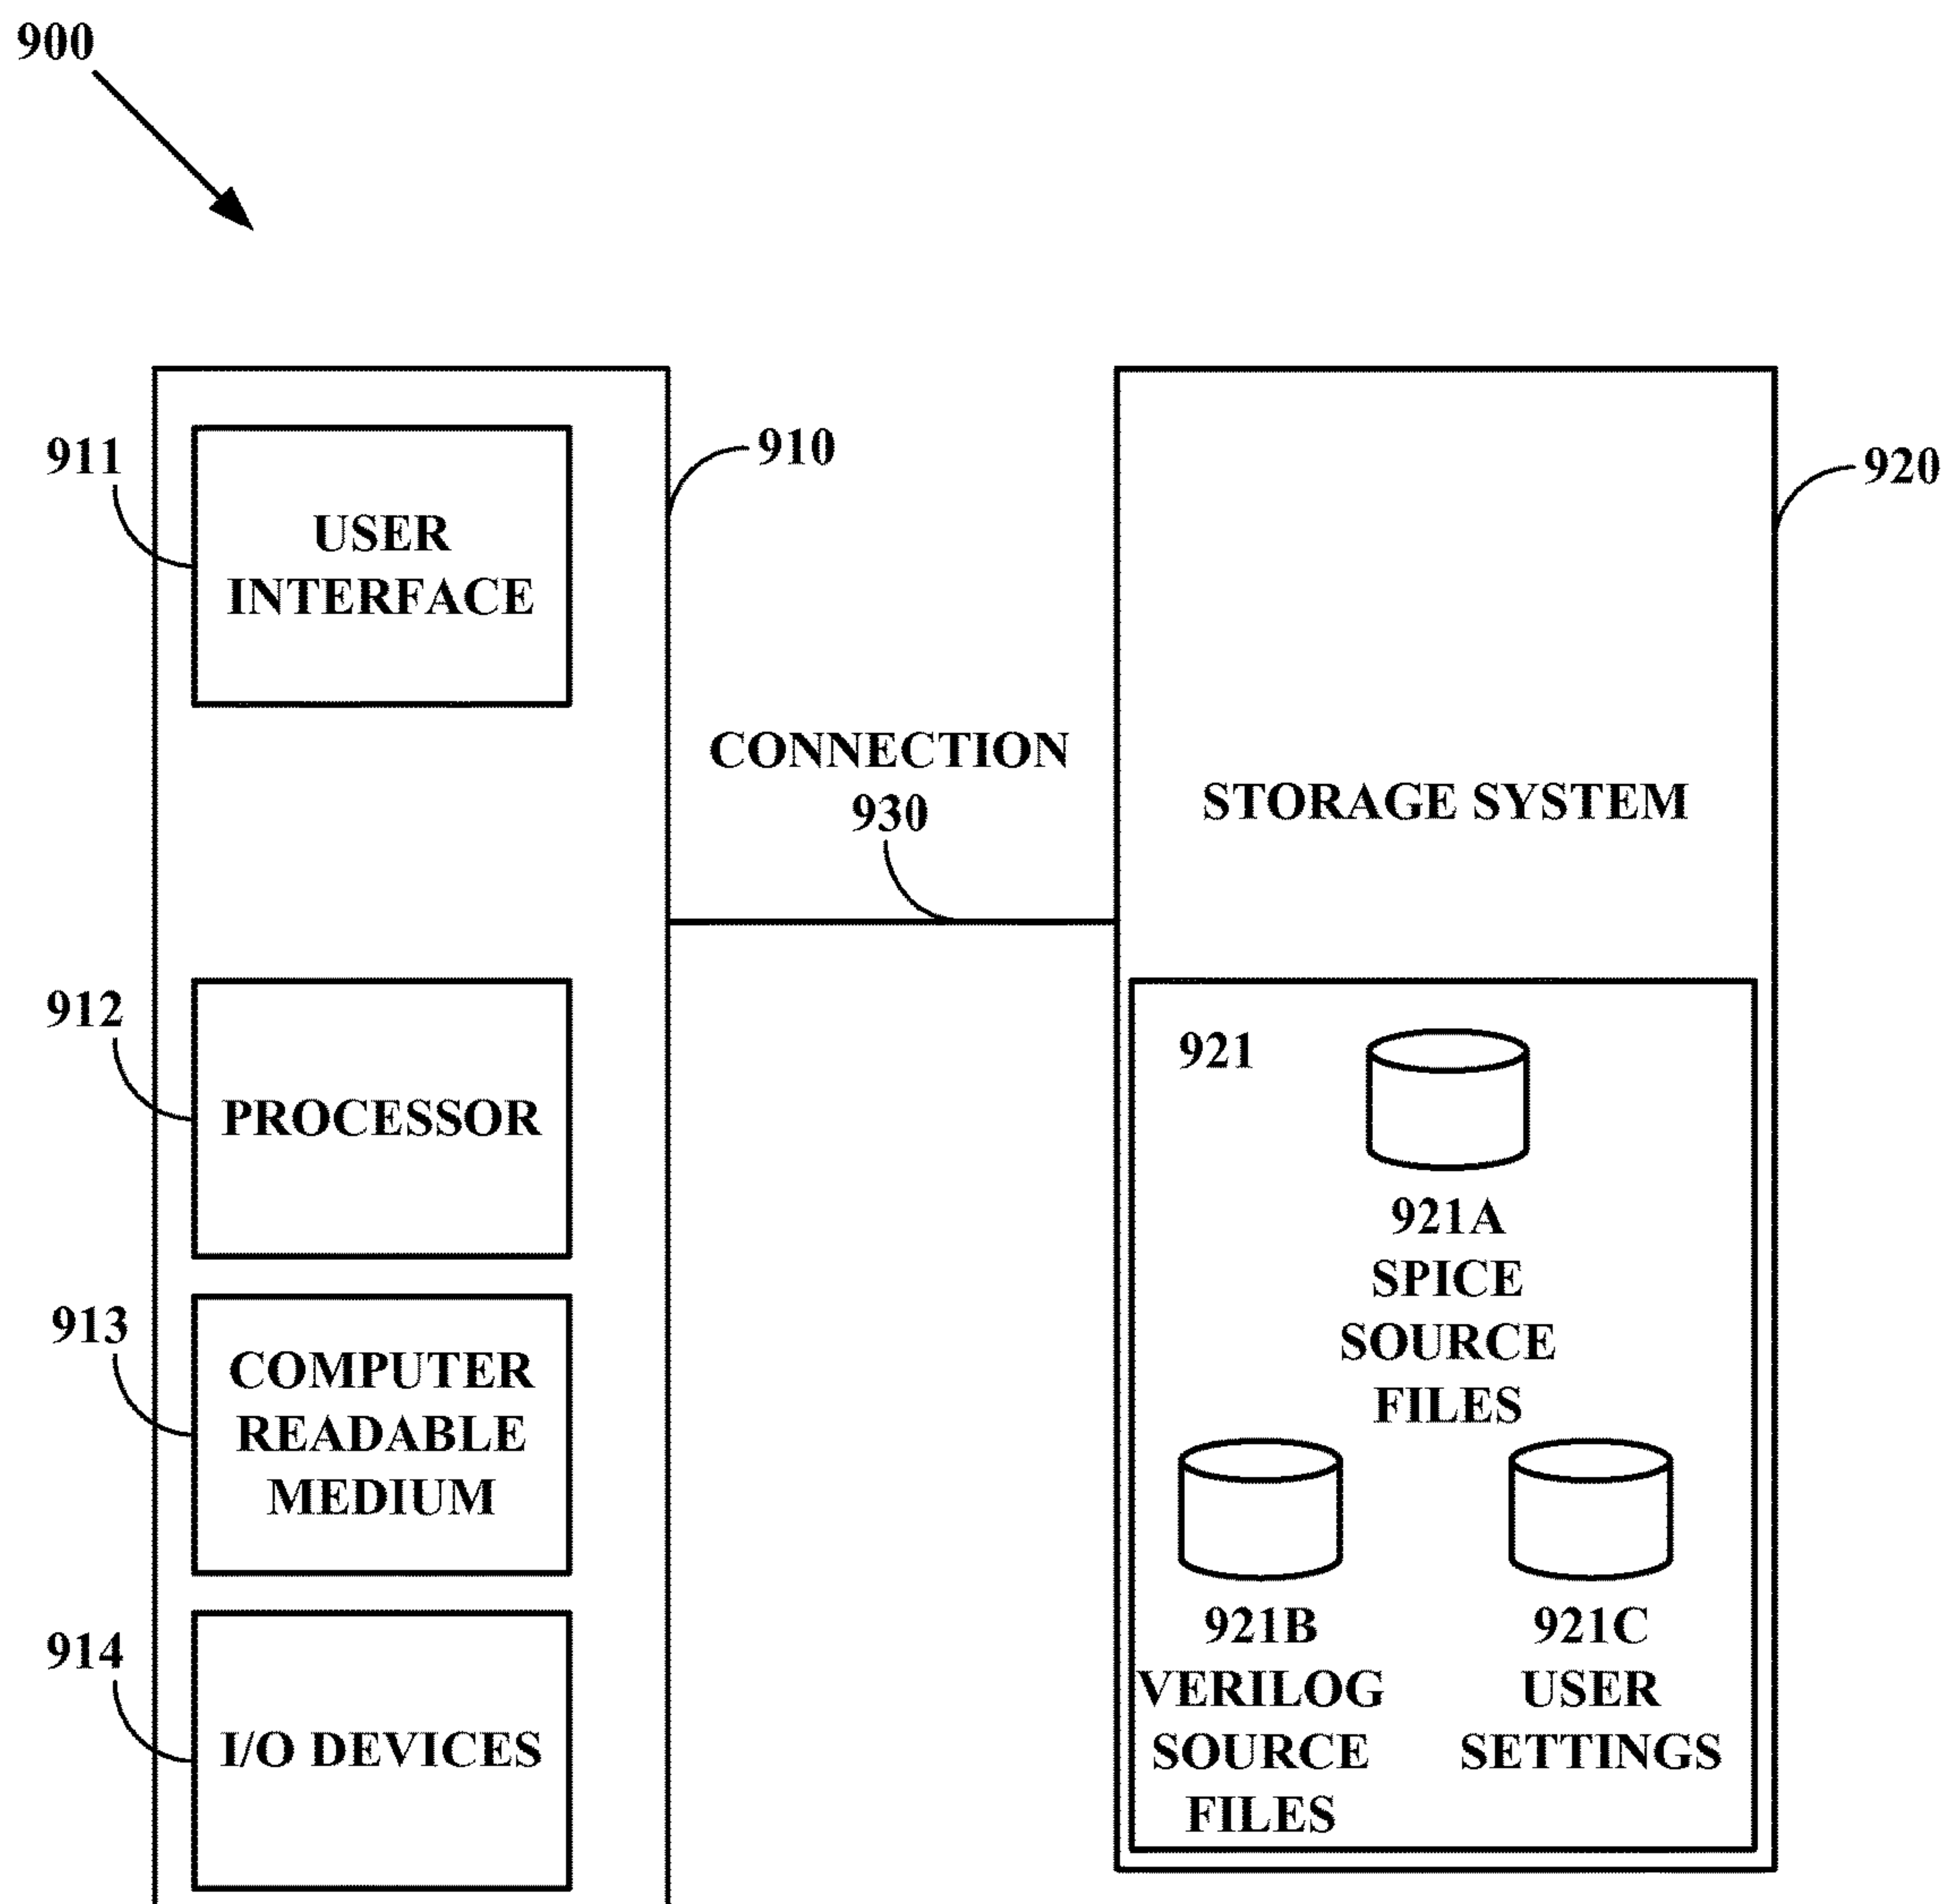 900
911
USER
INTERFACE
910
920
CONNECTION
930
STORAGE SYSTEM
912
PROCESSOR
913
COMPUTER
READABLE
MEDIUM
914
I/O DEVICES
921
921A
SPICE
SOURCE
FILES
921B
VERILOG
SOURCE
FILES
921C
USER
SETTINGS